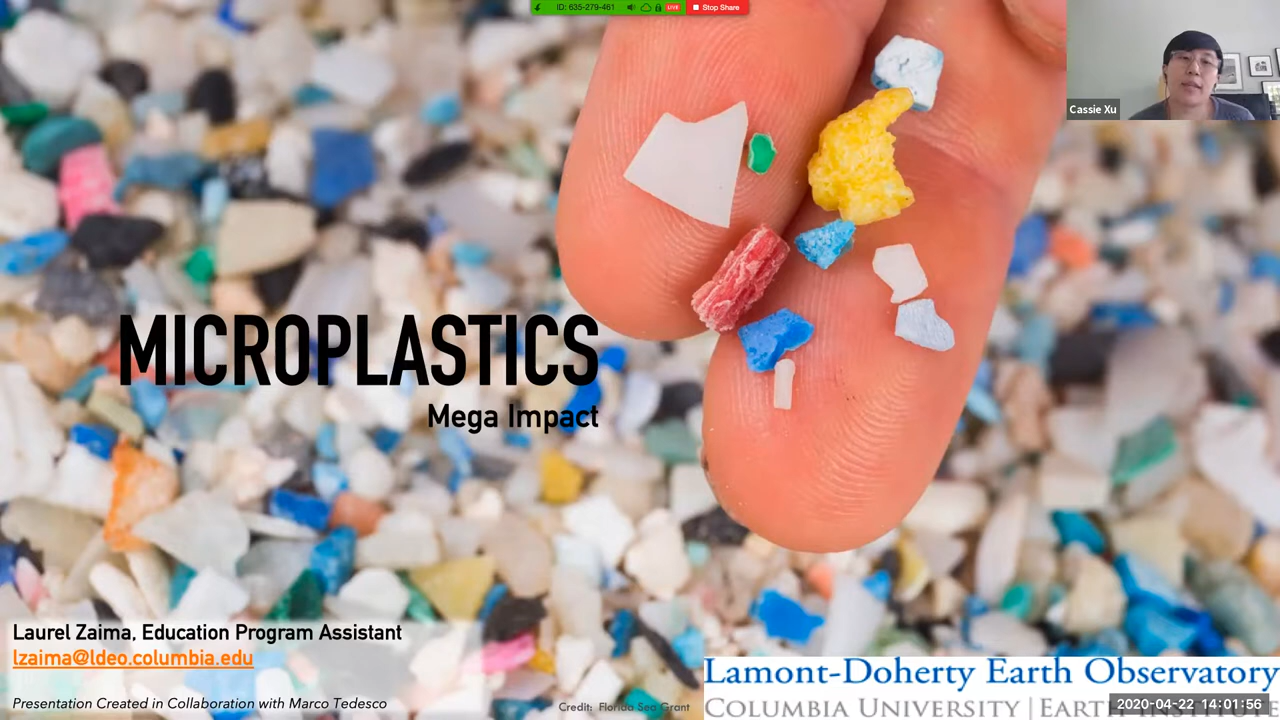 ID: 635-279-461
LIVE
Stop Share
Cassie Xu
MICROPLASTICS
Mega Impact
Laurel Zaima, Education Program Assistant
lzaima@ldeo.columbia.edu
Presentation Created in Collaboration with Marco Tedesco
Credit: Florida Sea Grant
Lamont-Doherty Earth Observatory
COLUMBIA UNIVERSITY | EARTH
2020-04-22 14:01:56